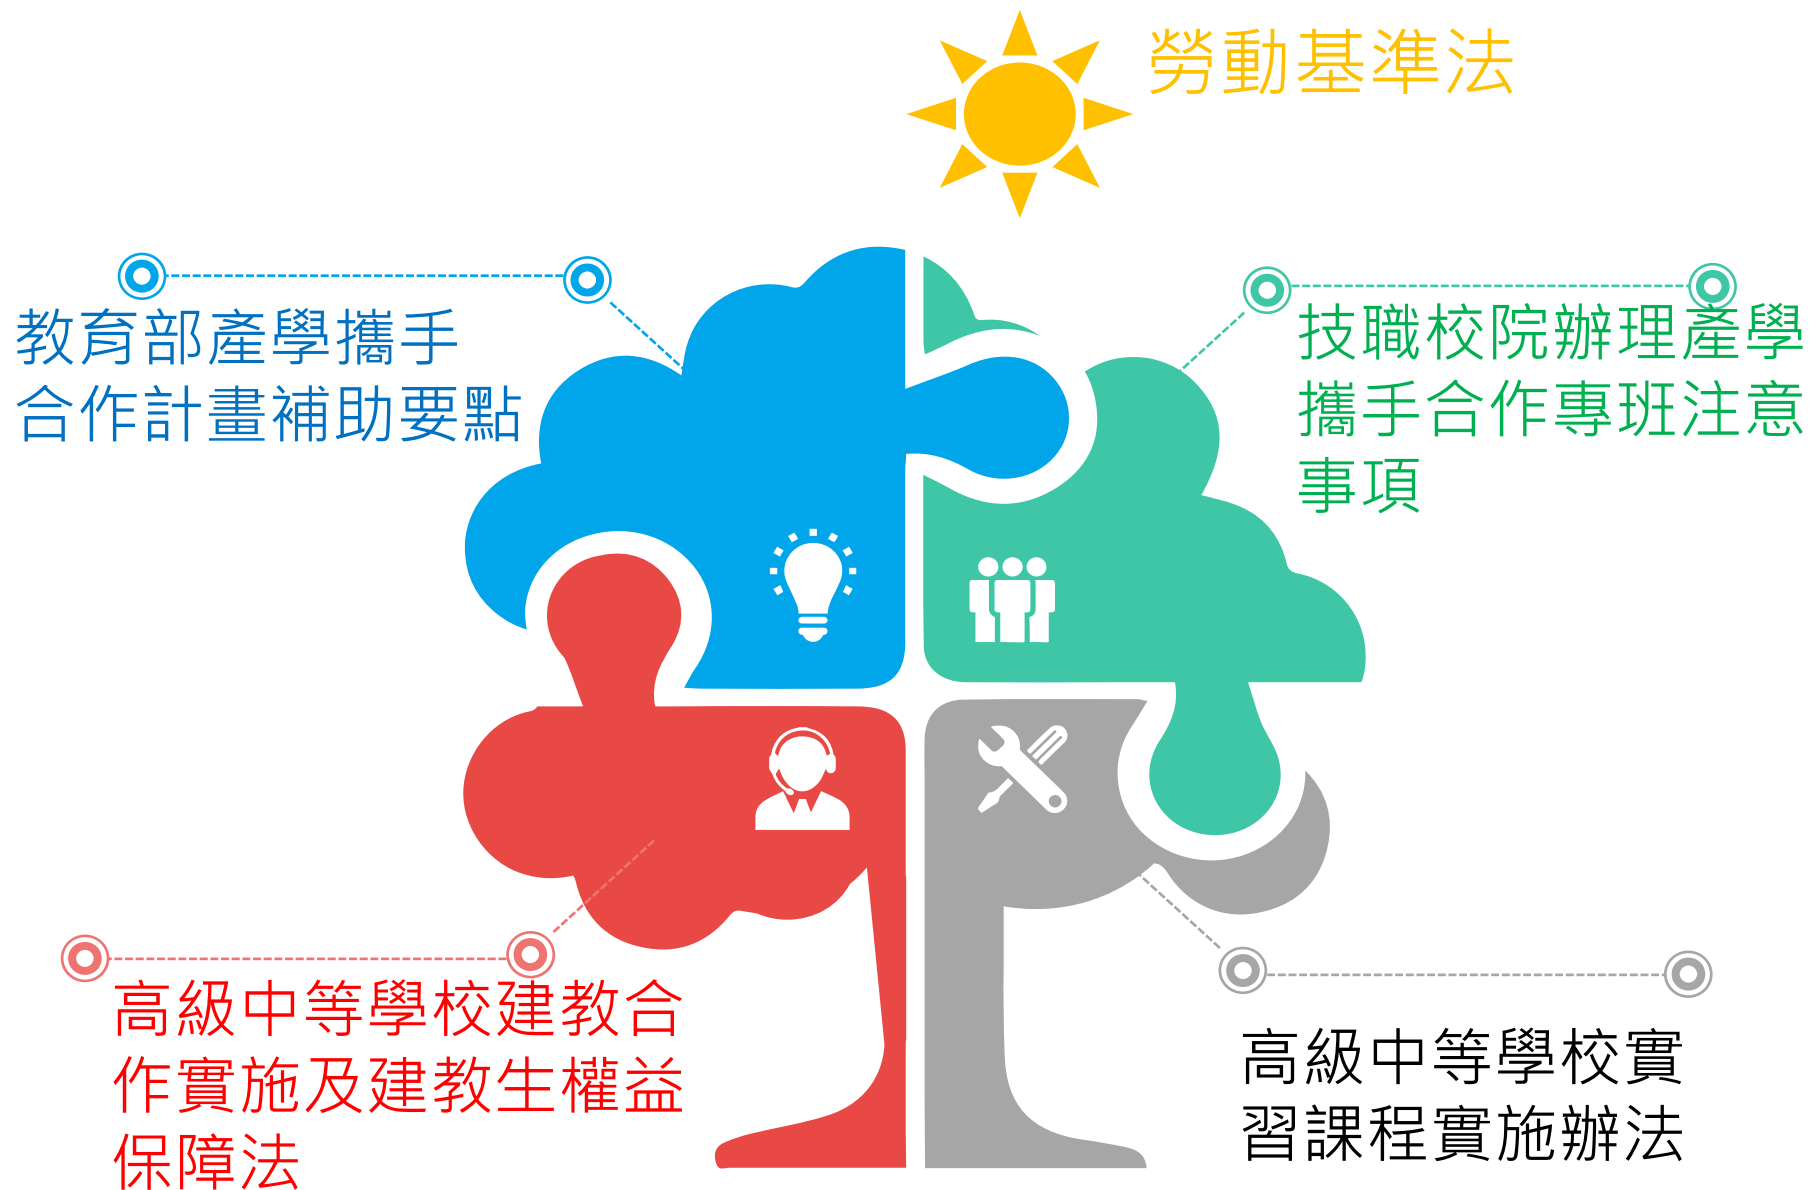 勞動基準法
教育部產學攜手
合作計畫補助要點
技職校院辦理產學
攜手合作專班注意
事項
高級中等學校建教合
作實施及建教生權益
保障法
高級中等學校實
習課程實施辦法